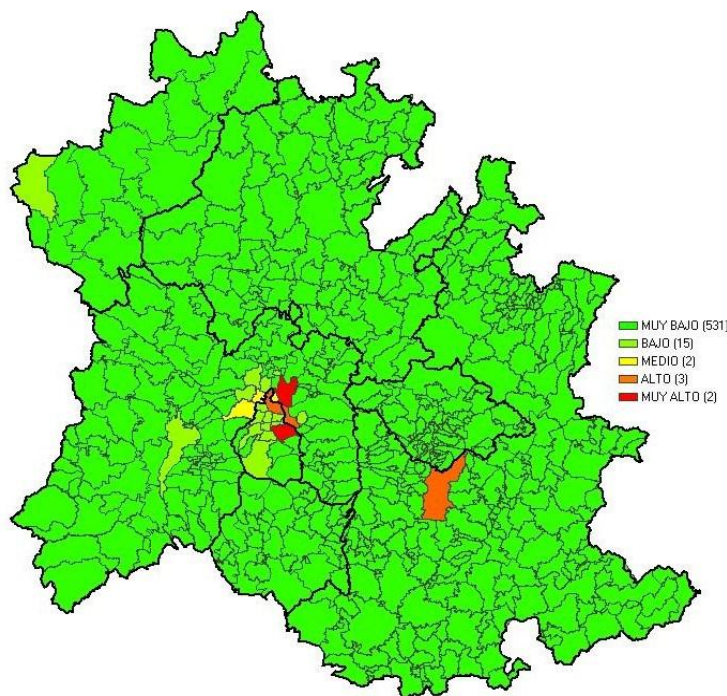 MUY BAJO (531)
BAJO (15)
MEDIO (2)
ALTO (3)
MUY ALTO (2)